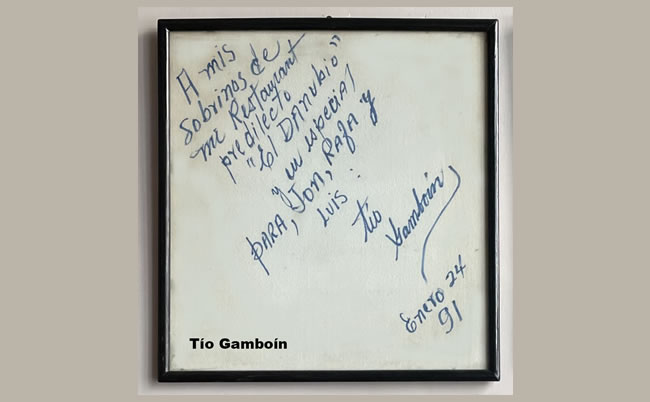 A mis
Sobrinos de
mi Restaurant
predilecto
"El DANubio"
y en especial
PARA, Jon, Rafa y
LUIS.
tío
Gamboín
Enero 24
91
Tío Gamboín